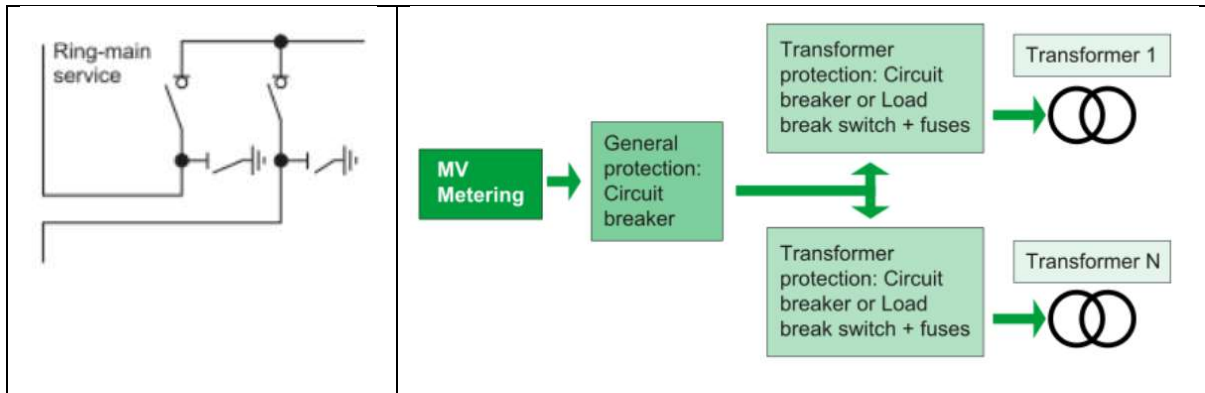 Ring-main
service
MV
Metering
General
protection:
Circuit
breaker
Transformer
protection: Circuit
breaker or Load
break switch + fuses
Transformer 1
Transformer
protection: Circuit
breaker or Load
break switch + fuses
Transformer N